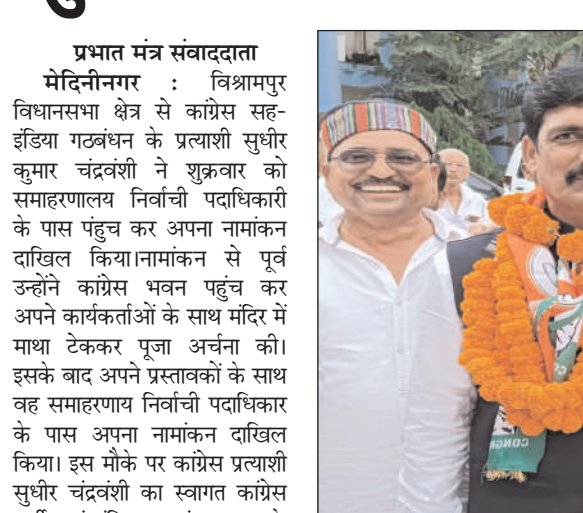 प्रभात मंत्र संवाददाता
मेदिनीनगर : विश्रामपुर
विधानसभा क्षेत्र से कांग्रेस सह-
इंडिया गठबंधन के प्रत्याशी सुधीर
कुमार चंद्रवंशी ने शुक्रवार को
समाहरणालय निर्वाची पदाधिकारी
के पास पंहुच कर अपना नामांकन
दाखिल किया।नामांकन से पूर्व
उन्होंने कांग्रेस भवन पहुंच कर
अपने कार्यकर्ताओं के साथ मंदिर में
माथा टेककर पूजा अर्चना की।
इसके बाद अपने प्रस्तावकों के साथ
वह समाहरणाय निर्वाची पदाधिकार
के पास अपना नामांकन दाखिल
किया। इस मौके पर कांग्रेस प्रत्याशी
सुधीर चंद्रवंशी का स्वागत कांग्रेस